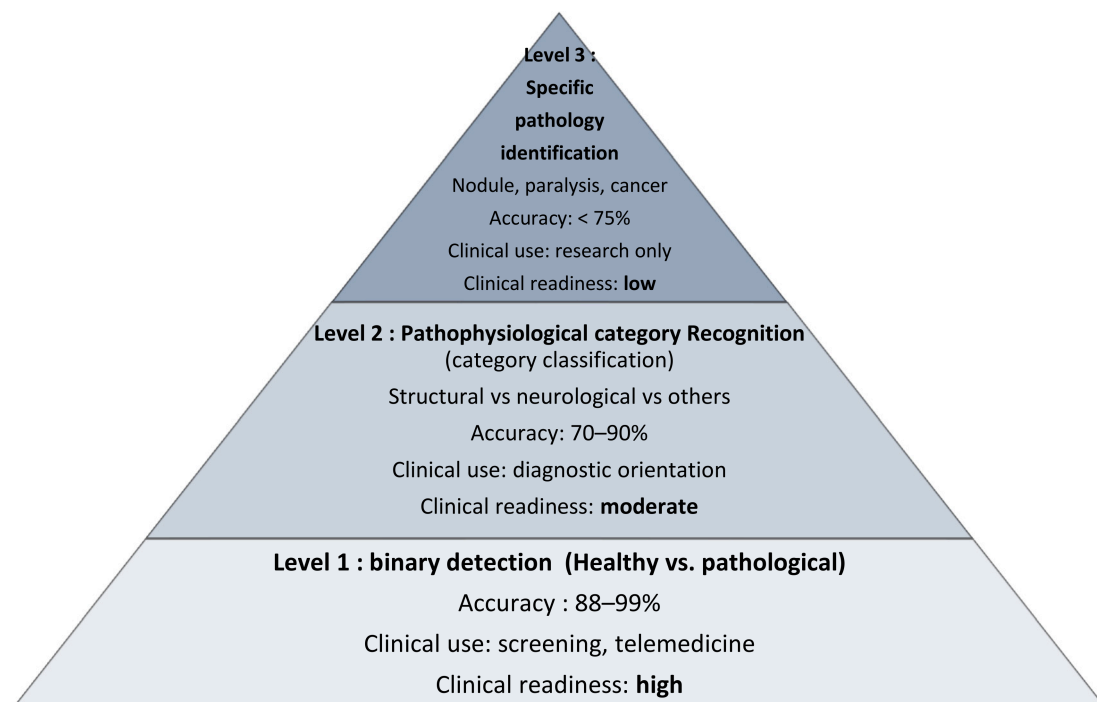 Level 3 :
Specific
pathology
identification
Nodule, paralysis, cancer
Accuracy: < 75%
Clinical use: research only
Clinical readiness: low
Level 2 : Pathophysiological category Recognition
(category classification)
Structural vs neurological vs others
Accuracy: 70–90%
Clinical use: diagnostic orientation
Clinical readiness: moderate
Level 1 : binary detection  (Healthy vs. pathological)
Accuracy : 88–99%
Clinical use: screening, telemedicine
Clinical readiness: high